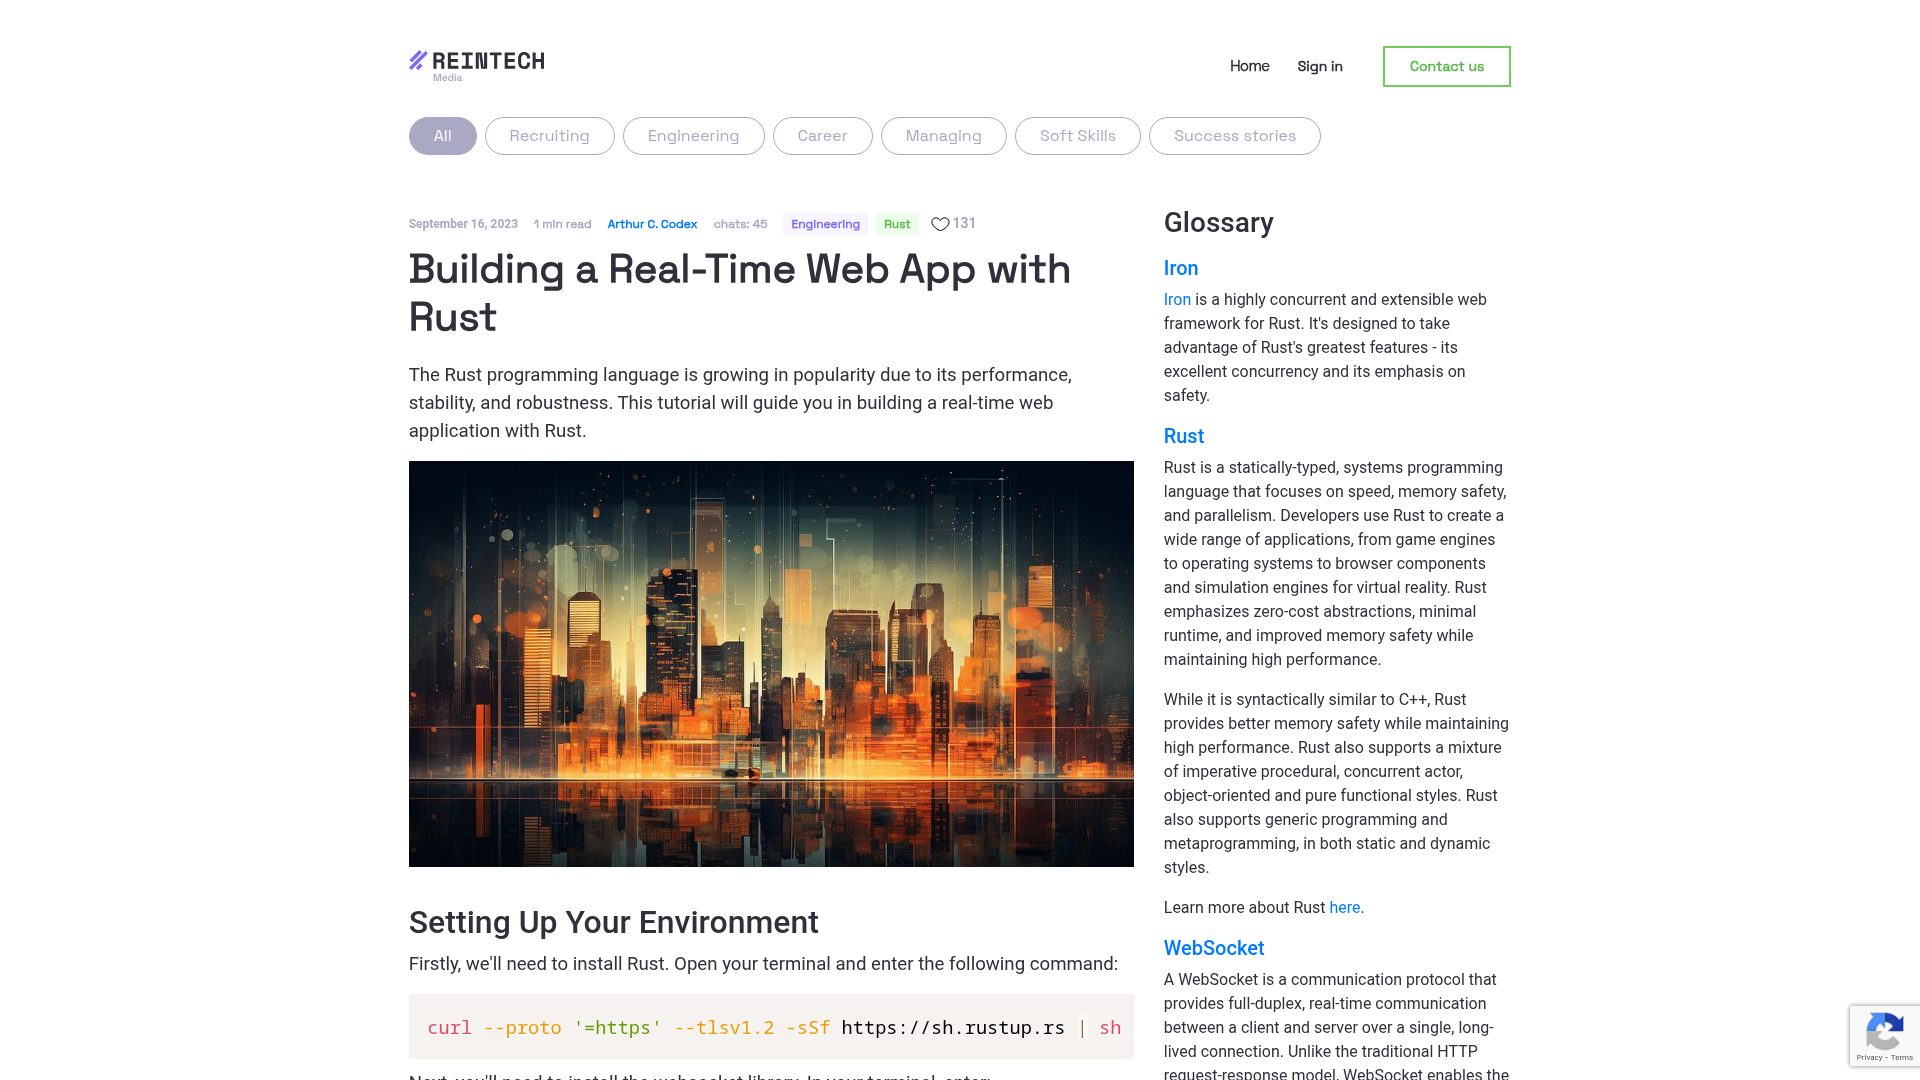 REINTECH
Media
Home
Sign in
Contact us
All
Recruiting
Engineering
Career
Managing
Soft Skills
Success stories
September 16, 2023
1 min read
Arthur C. Codex
chats: 45
Engineering
Rust
131
Building a Real-Time Web App with
Rust
The Rust programming language is growing in popularity due to its performance,
stability, and robustness. This tutorial will guide you in building a real-time web
application with Rust.
Setting Up Your Environment
Firstly, we'll need to install Rust. Open your terminal and enter the following command:
curl --proto '=https' --tlsv1.2 -sSf https://sh.rustup.rs | sh
Next, you'll need to install the websocket library. In your terminal, enter:
Glossary
Iron
Iron is a highly concurrent and extensible web
framework for Rust. It's designed to take
advantage of Rust's greatest features - its
excellent concurrency and its emphasis on
safety.
Rust
Rust is a statically-typed, systems programming
language that focuses on speed, memory safety,
and parallelism. Developers use Rust to create a
wide range of applications, from game engines
to operating systems to browser components
and simulation engines for virtual reality. Rust
emphasizes zero-cost abstractions, minimal
runtime, and improved memory safety while
maintaining high performance.
While it is syntactically similar to C++, Rust
provides better memory safety while maintaining
high performance. Rust also supports a mixture
of imperative procedural, concurrent actor,
object-oriented and pure functional styles. Rust
also supports generic programming and
metaprogramming, in both static and dynamic
styles.
Learn more about Rust here.
WebSocket
A WebSocket is a communication protocol that
provides full-duplex, real-time communication
between a client and server over a single, long-
lived connection. Unlike the traditional HTTP
request-response model, WebSocket enables the
Privacy - Terms